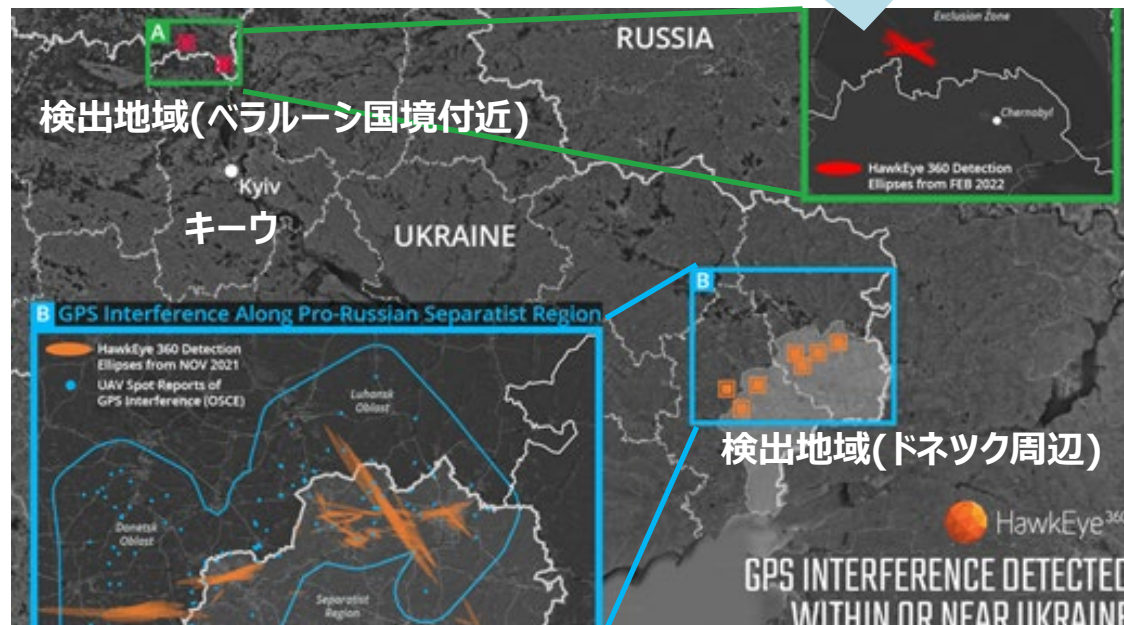 A
RUSSIA
Exclusion Zone
Chernobyl
HawkEye 360 Detection
Ellipses from FEB 2022
検出地域(ベラルーシ国境付近)
Kyiv
キーウ
UKRAINE
B
B GPS Interference Along Pro-Russian Separatist Region
HawkEye 360 Detection
Ellipses from NOV 2021
UAV Spot Reports of
GPS Interference (OSCE)
Luhansk
Oblast
Donetsk
Oblast
Separatist
Region
検出地域(ドネツク周辺)
HawkEye 360
GPS INTERFERENCE DETECTED
WITHIN OR NEAR UKRAINE